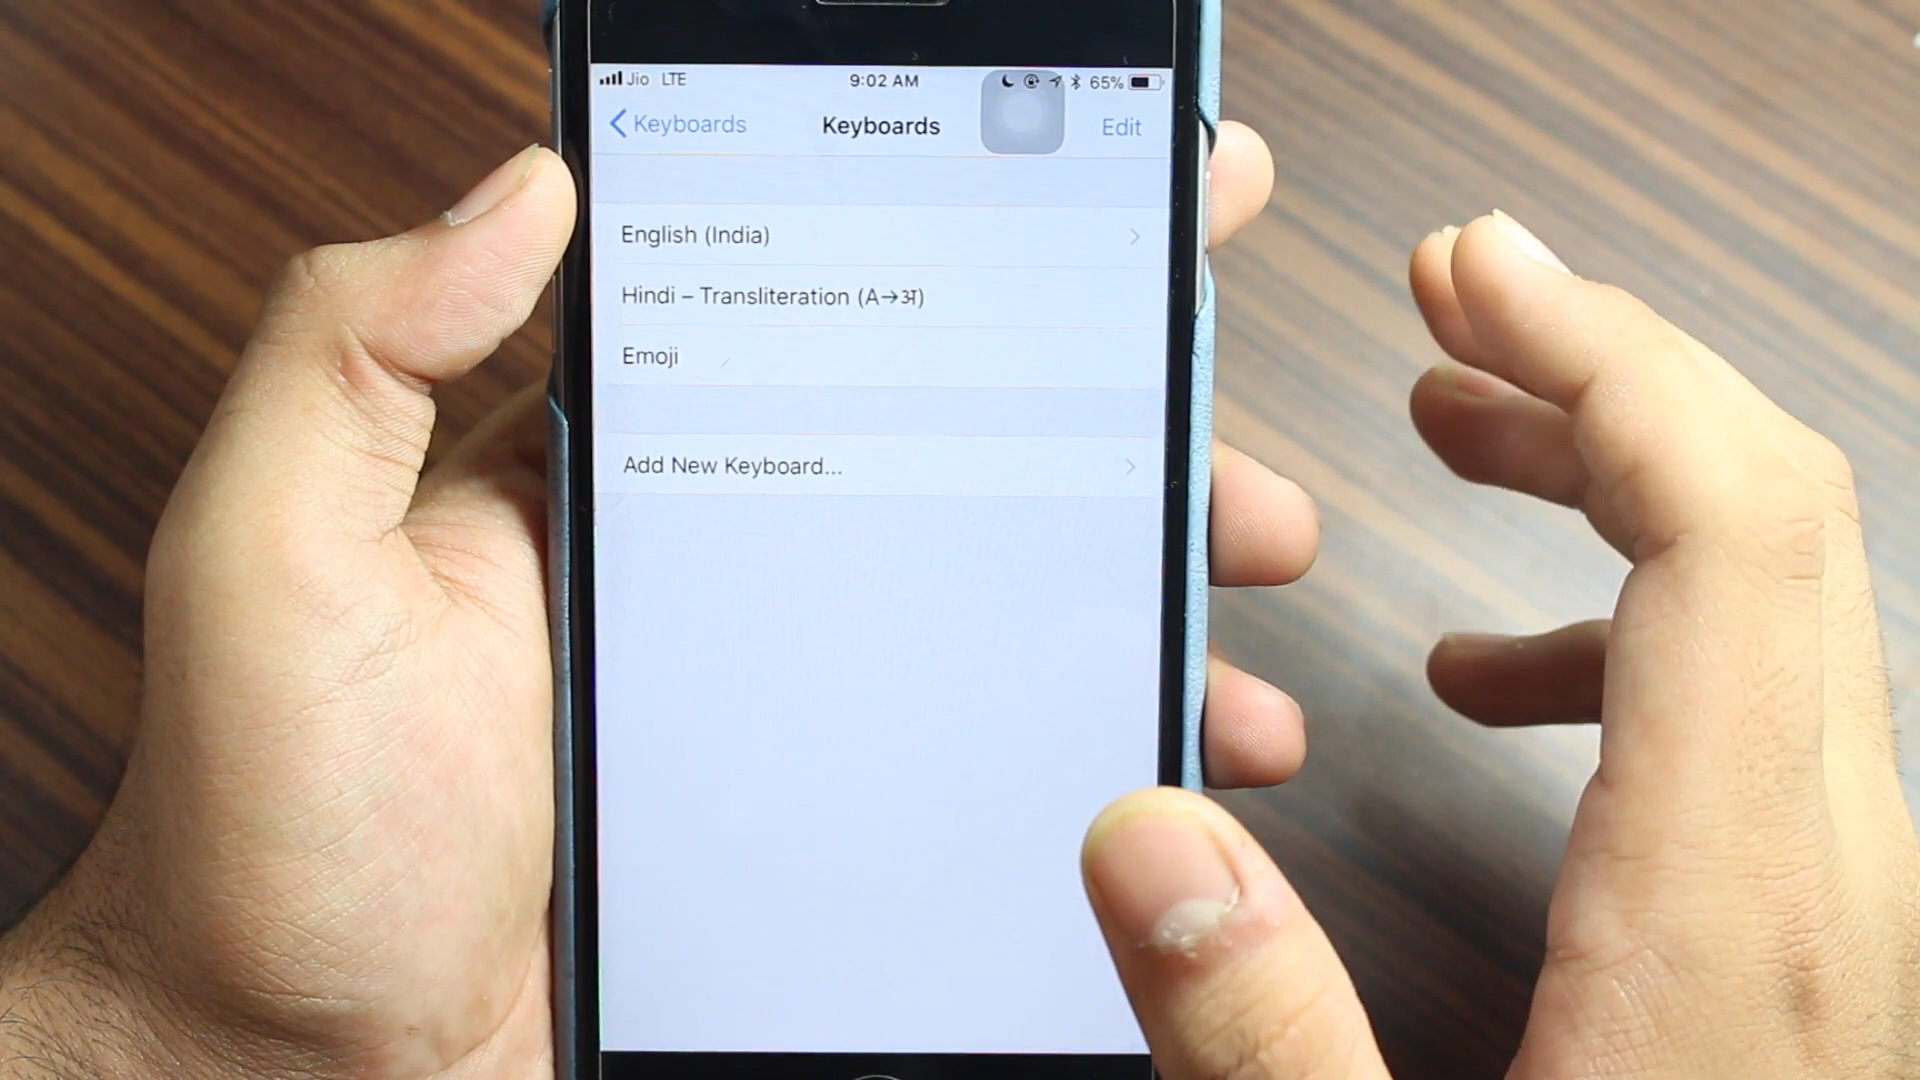 Jio LTE 9:02 AM 65%
Keyboards Keyboards Edit
English (India)
Hindi – Transliteration (A→अ)
Emoji
Add New Keyboard...